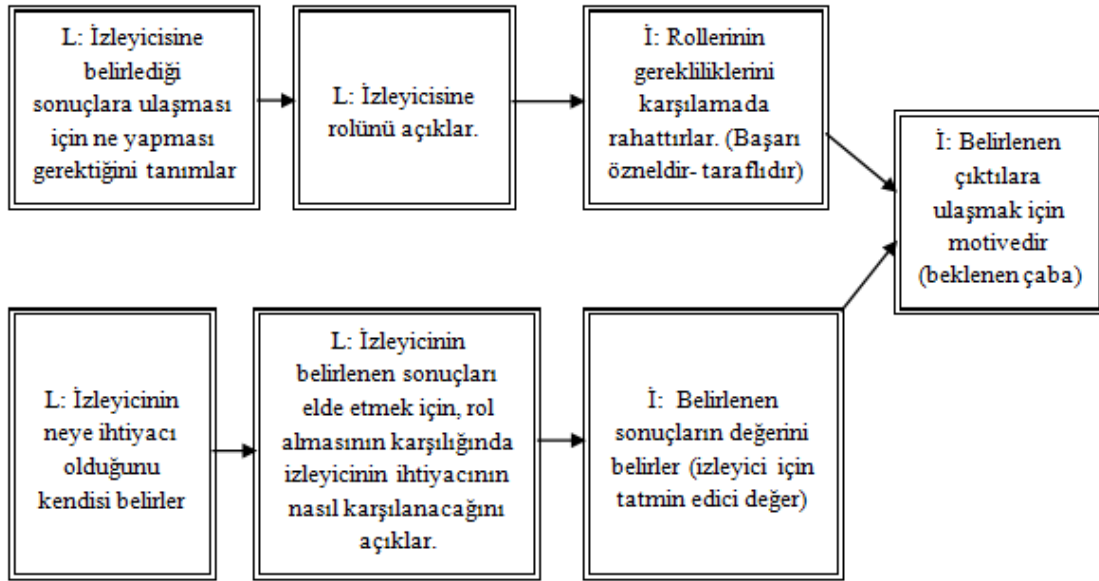 L: İzleyicisine
belirlediği
sonuçlara ulaşması
için ne yapması
gerektiğini tanımlar
L: İzleyicisine
rolünü açıklar.
İ: Rollerinin
gerekliliklerini
karşılamada
rahattırlar. (Başarı
özneldir- taraflıdır)
İ: Belirlenen
çıktılara
ulaşmak için
motivedir
(beklenen çaba)
L: İzleyicinin
neye ihtiyacı
olduğunu
kendisi belirler
L: İzleyicinin
belirlenen sonuçları
elde etmek için, rol
almasının karşılığında
izleyicinin ihtiyacının
nasıl karşılanacağını
açıklar.
İ: Belirlenen
sonuçların değerini
belirler (izleyici için
tatmin edici değer)